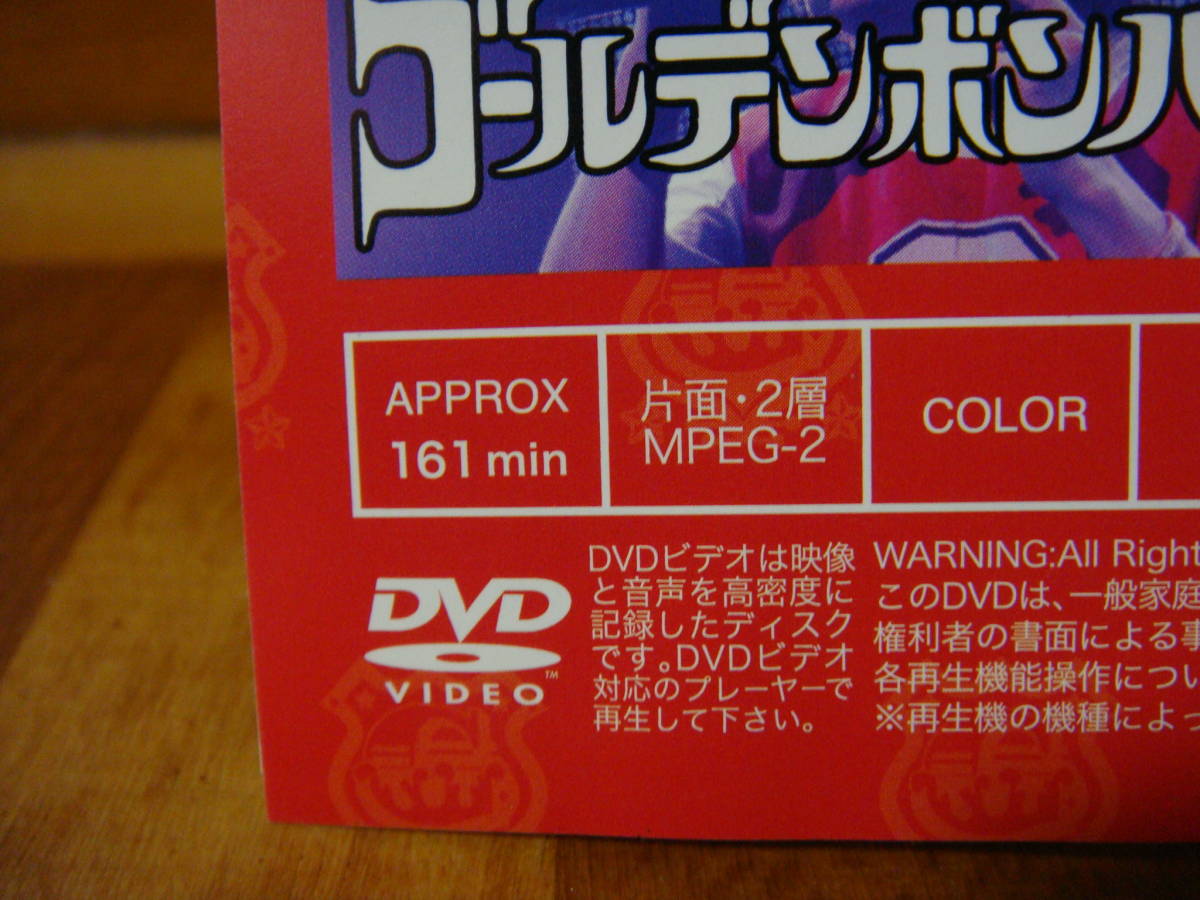 ゴールデンボンバ
APPROX
161 min
片面・2層
MPEG-2
COLOR
DVD
VIDEO
TM
DVDビデオは映像
と音声を高密度に
記録したディスク
です。DVDビデオ
対応のプレーヤーで
再生して下さい。
WARNING:All Right
このDVDは、一般家庭
権利者の書面による事
各再生機能操作につい
※再生機の機種によっ